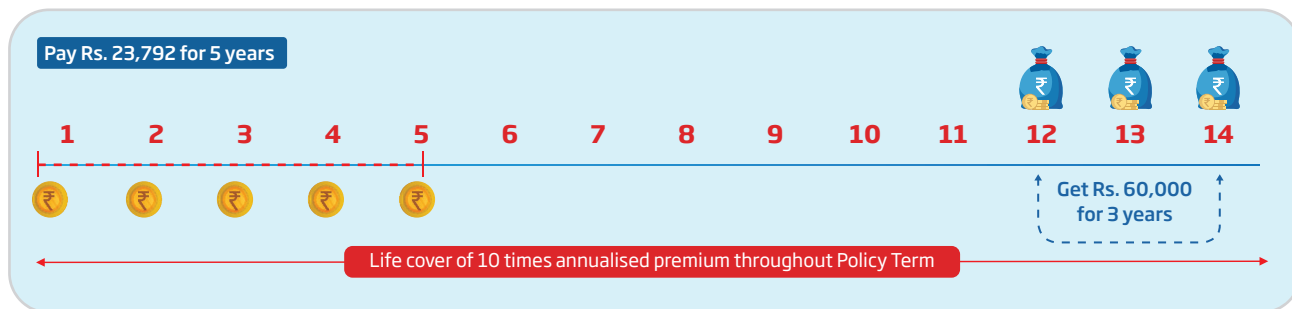 Pay Rs. 23,792 for 5 years
₹ ₹ ₹
1 2 3 4 5 6 7 8 9 10 11 12 13 14
₹ ₹ ₹ ₹ ₹
Get Rs. 60,000
for 3 years
Life cover of 10 times annualised premium throughout Policy Term